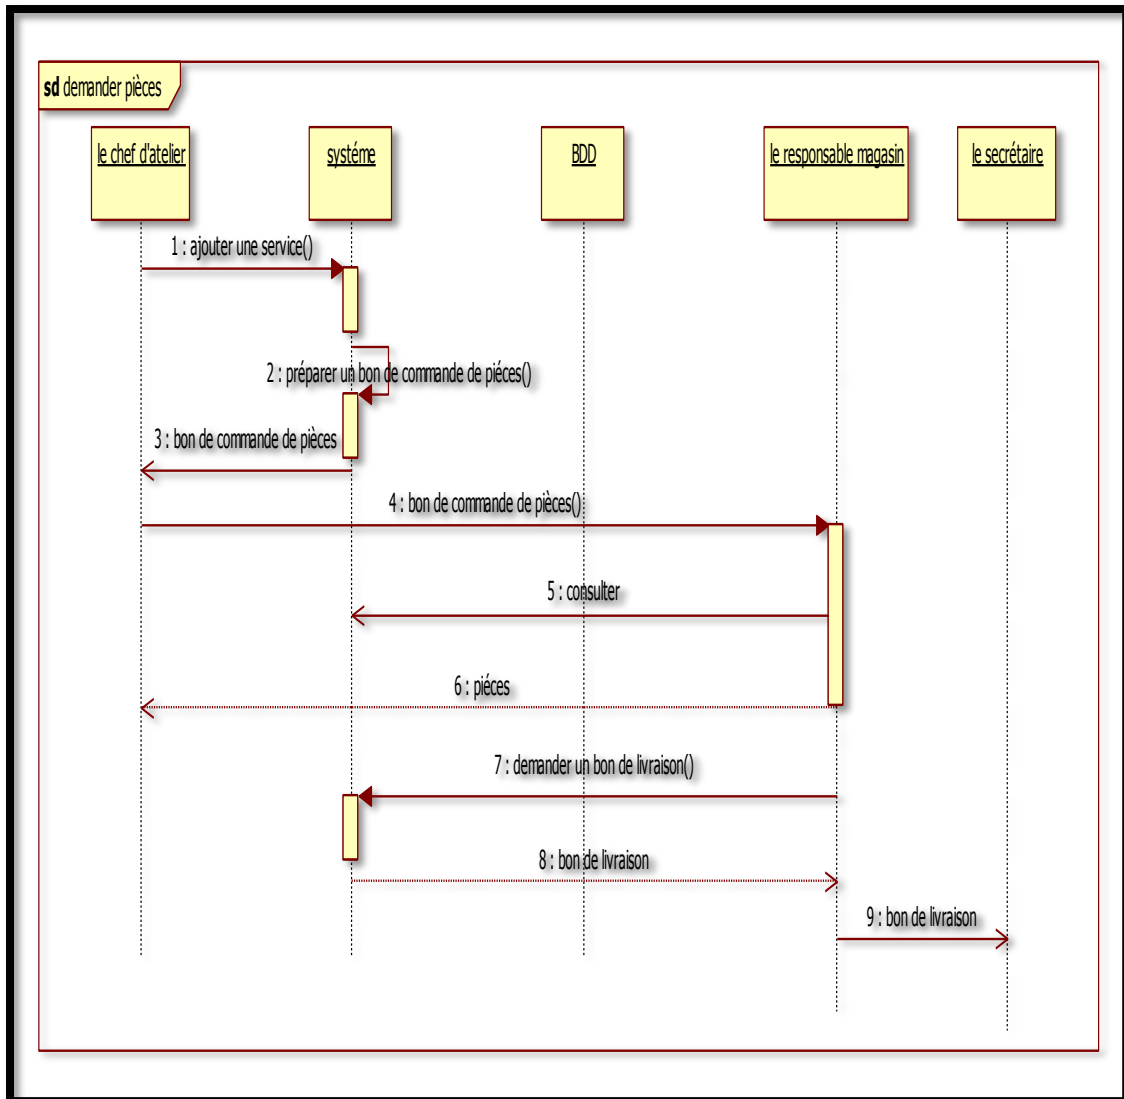 sd demander pièces
le chef d'atelier
systéme
BDD
le responsable magasin
le secrétaire
1 : ajouter une service()
2 : préparer un bon de commande de piéces()
3 : bon de commande de pièces
4 : bon de commande de pièces()
5 : consulter
6 : piéces
7 : demander un bon de livraison()
8 : bon de livraison
9 : bon de livraison